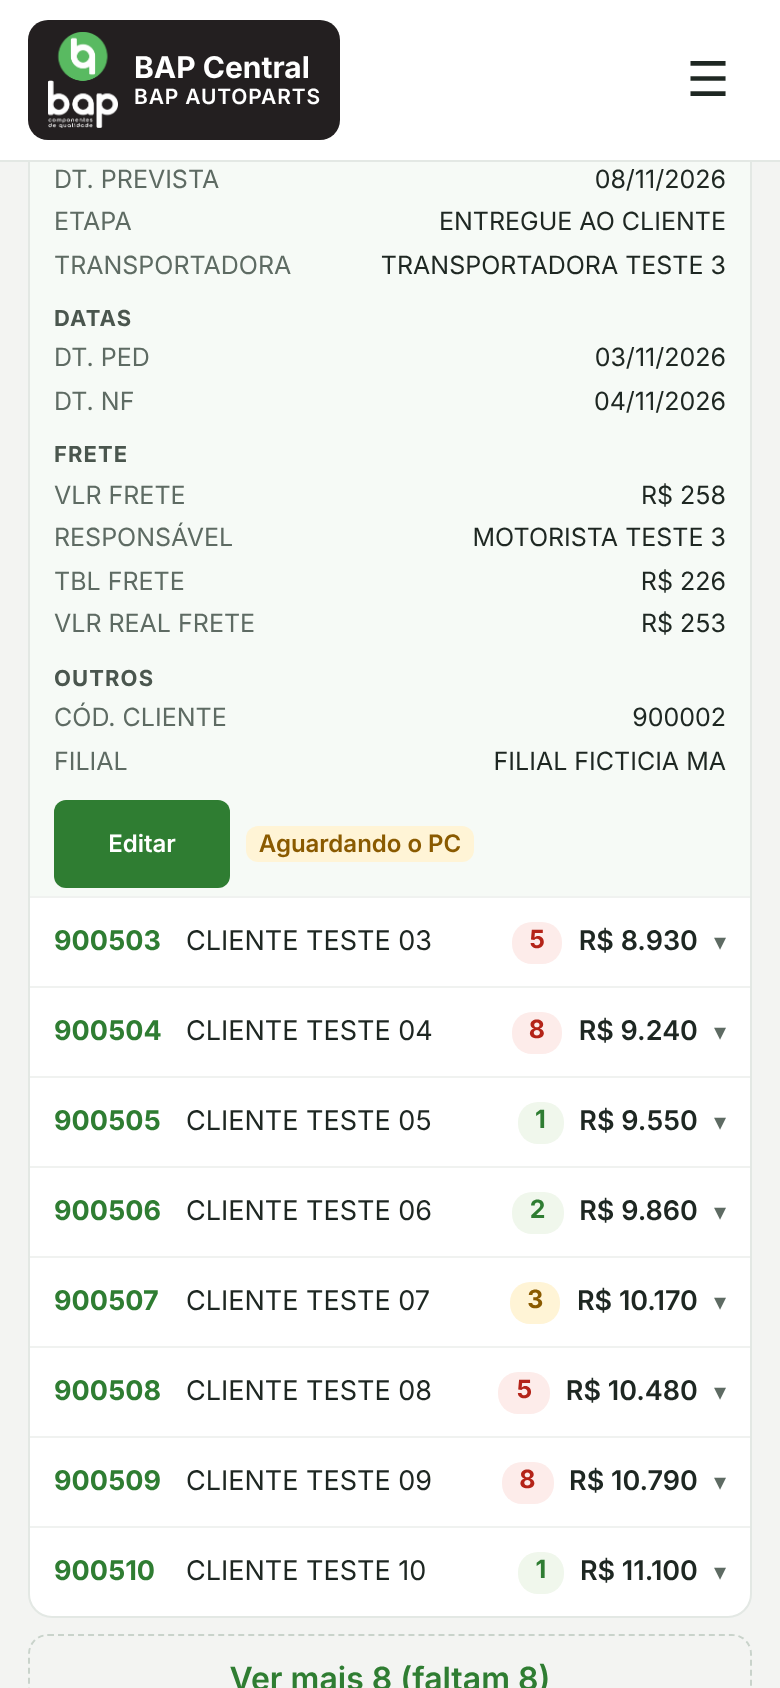 bap
componentes
de qualidade
BAP Central
BAP AUTOPARTS
☰
DT. PREVISTA 08/11/2026
ETAPA ENTREGUE AO CLIENTE
TRANSPORTADORA TRANSPORTADORA TESTE 3
DATAS
DT. PED 03/11/2026
DT. NF 04/11/2026
FRETE
VLR FRETE R$ 258
RESPONSÁVEL MOTORISTA TESTE 3
TBL FRETE R$ 226
VLR REAL FRETE R$ 253
OUTROS
CÓD. CLIENTE 900002
FILIAL FILIAL FICTICIA MA
Editar Aguardando o PC
900503 CLIENTE TESTE 03 5 R$ 8.930 ▼
900504 CLIENTE TESTE 04 8 R$ 9.240 ▼
900505 CLIENTE TESTE 05 1 R$ 9.550 ▼
900506 CLIENTE TESTE 06 2 R$ 9.860 ▼
900507 CLIENTE TESTE 07 3 R$ 10.170 ▼
900508 CLIENTE TESTE 08 5 R$ 10.480 ▼
900509 CLIENTE TESTE 09 8 R$ 10.790 ▼
900510 CLIENTE TESTE 10 1 R$ 11.100 ▼
Ver mais 8 (faltam 8)